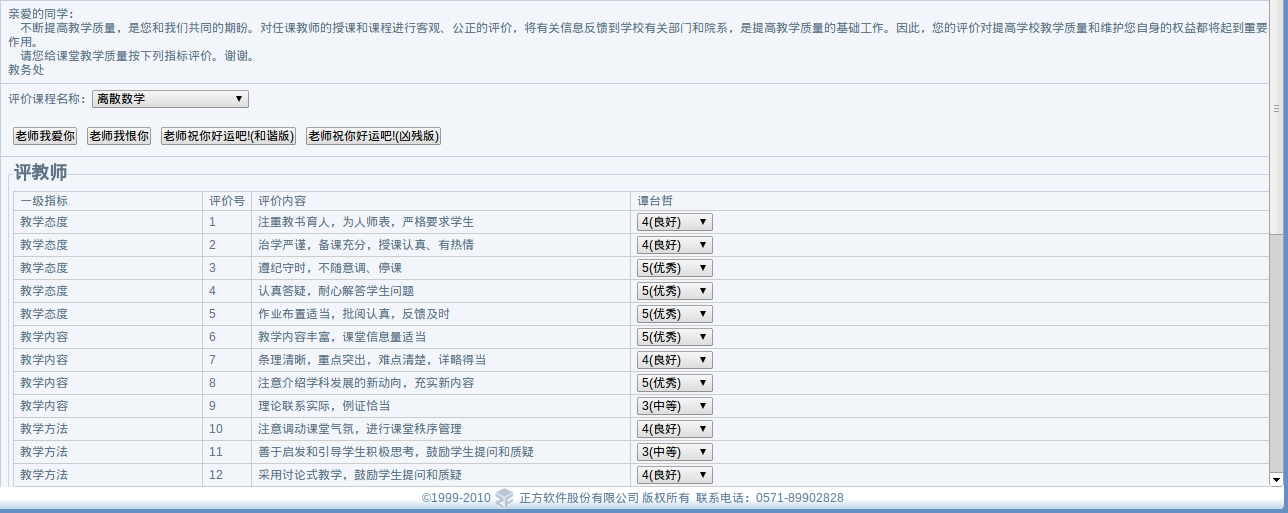 亲爱的同学:
不断提高教学质量，是您和我们共同的期盼。对任课教师的授课和课程进行客观、公正的评价，将有关信息反馈到学校有关部门和院系，是提高教学质量的基础工作。因此，您的评价对提高学校教学质量和维护您自身的权益都将起到重要
作用。
请您给课堂教学质量按下列指标评价。谢谢。
教务处
评价课程名称: 离散数学
老师我爱你 老师我恨你 老师祝你好运吧!(和谐版) 老师祝你好运吧!(凶残版)
评教师
一级指标 评价号 评价内容 谭台哲
教学态度 1 注重教书育人，为人师表，严格要求学生 4(良好)
教学态度 2 治学严谨，备课充分，授课认真、有热情 4(良好)
教学态度 3 遵纪守时，不随意调、停课 5(优秀)
教学态度 4 认真答疑，耐心解答学生问题 5(优秀)
教学态度 5 作业布置适当，批阅认真，反馈及时 5(优秀)
教学内容 6 教学内容丰富，课堂信息量适当 5(优秀)
教学内容 7 条理清晰，重点突出，难点清楚，详略得当 4(良好)
教学内容 8 注意介绍学科发展的新动向，充实新内容 5(优秀)
教学内容 9 理论联系实际，例证恰当 3(中等)
教学方法 10 注意调动课堂气氛，进行课堂秩序管理 4(良好)
教学方法 11 善于启发和引导学生积极思考，鼓励学生提问和质疑 3(中等)
教学方法 12 采用讨论式教学，鼓励学生提问和质疑 4(良好)
©1999-2010 正方软件股份有限公司 版权所有 联系电话：0571-89902828